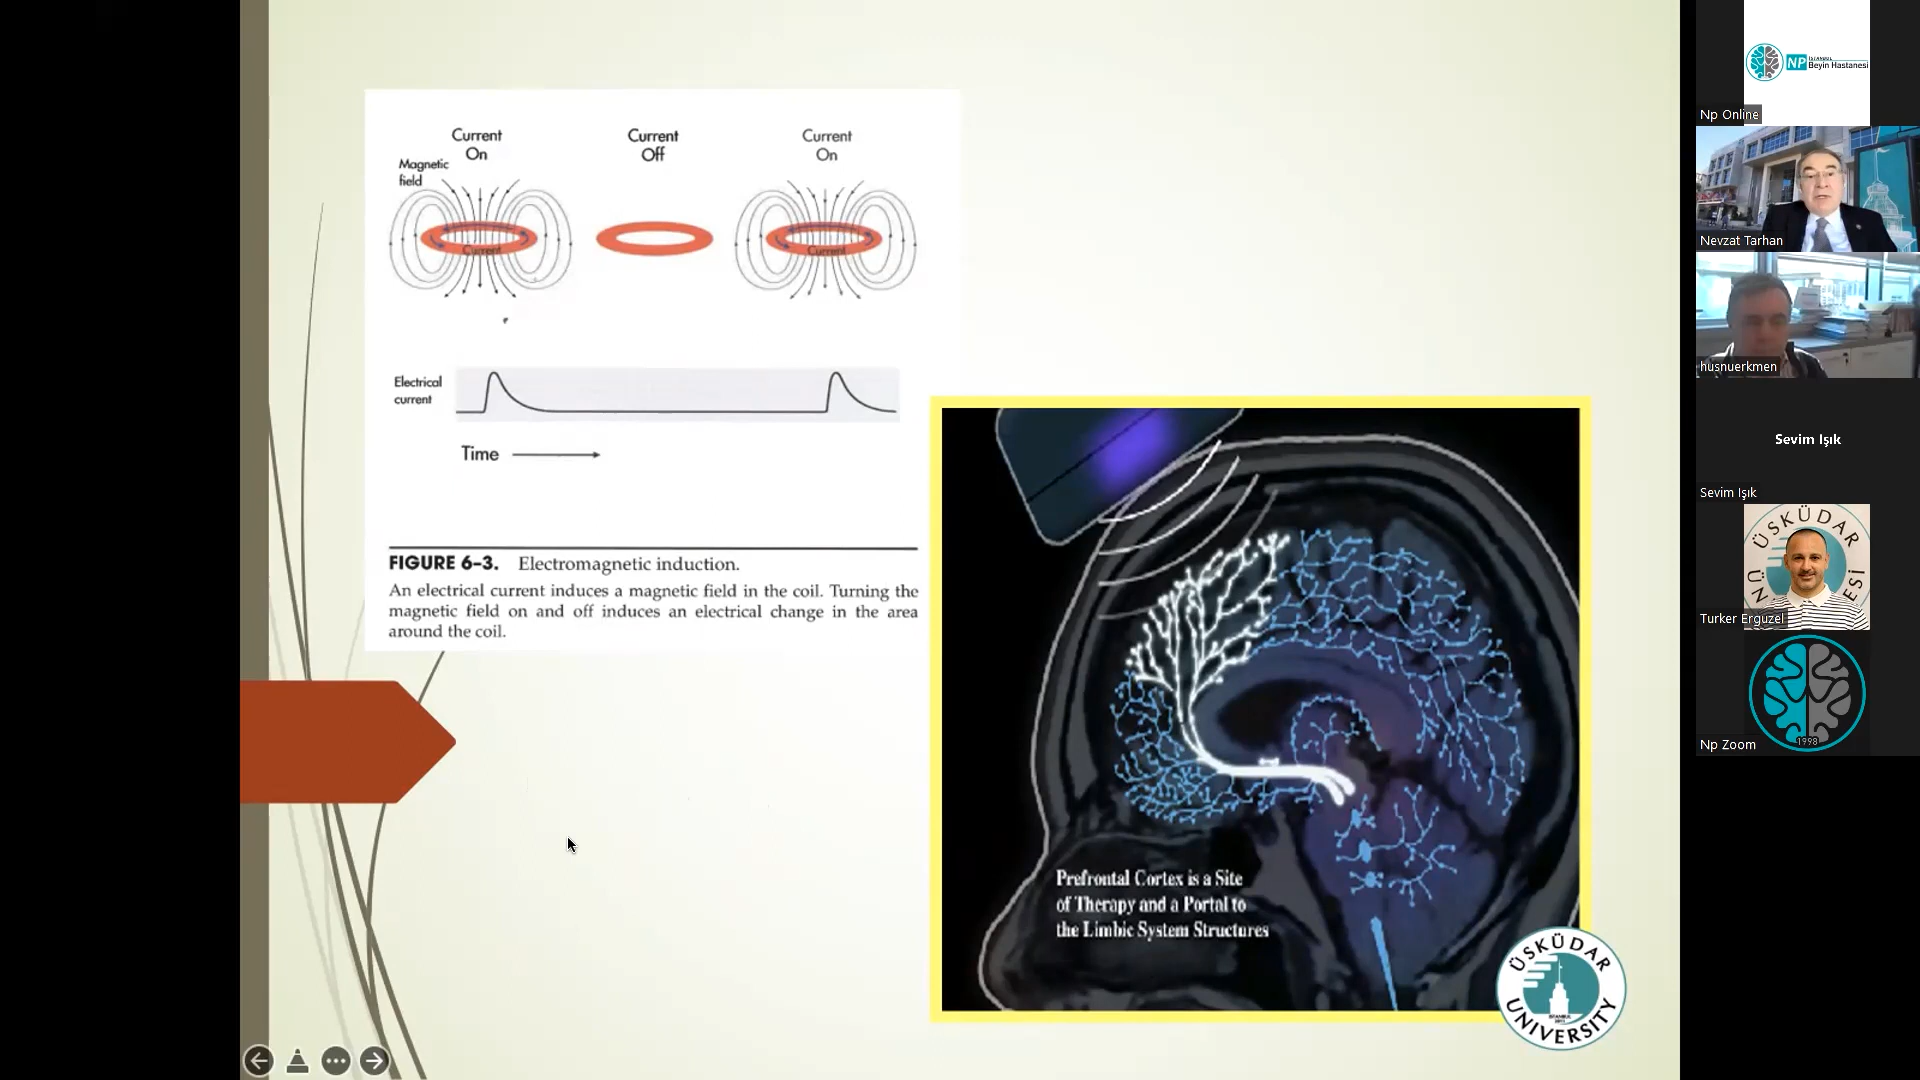 Current
On
Current
Off
Current
On
Magnetic
field
Current
Current
Electrical
current
Time
FIGURE 6-3. Electromagnetic induction.
An electrical current induces a magnetic field in the coil. Turning the
magnetic field on and off induces an electrical change in the area
around the coil.
Prefrontal Cortex is a Site
of Therapy and a Portal to
the Limbic System Structures
ÜSKÜDAR
UNIVERSITY
İSTANBUL
NP
İSTANBUL
Beyin Hastanesi
Np Online
Nevzat Tarhan
husnuerkmen
Sevim Işık
Sevim Işık
ÜSKÜDAR
Turker Erguzel
1998
Np Zoom